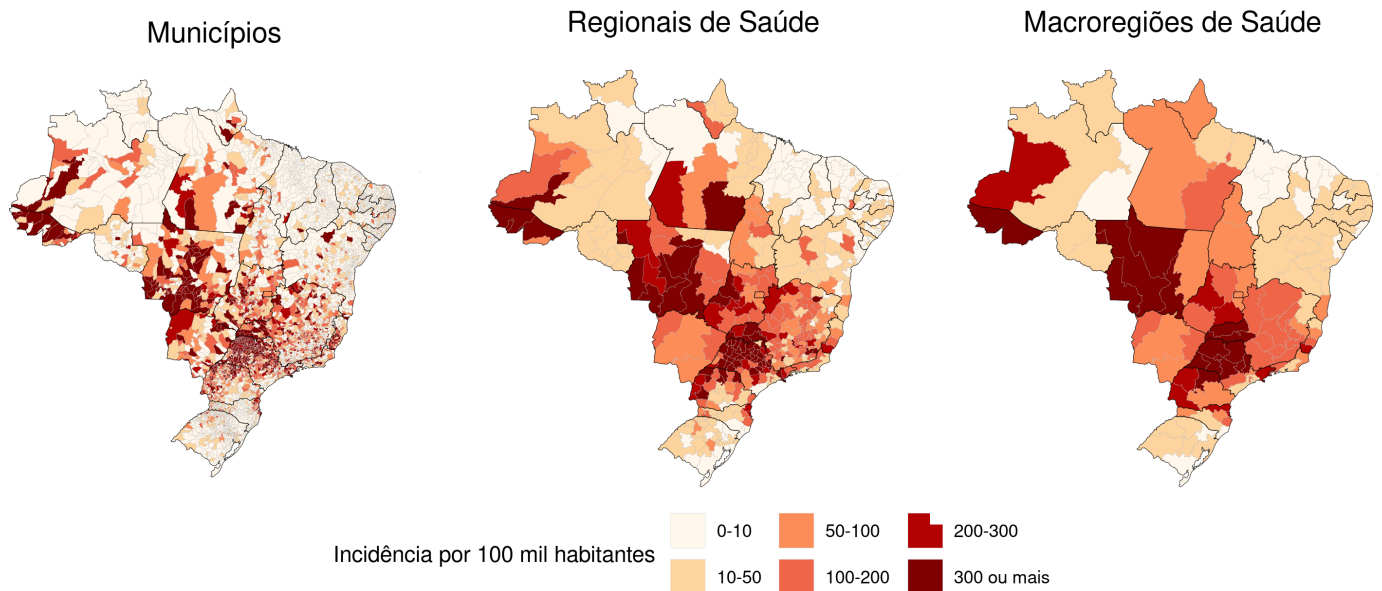 Municípios
Regionais de Saúde
Macroregiões de Saúde
Incidência por 100 mil habitantes
0-10
50-100
200-300
10-50
100-200
300 ou mais